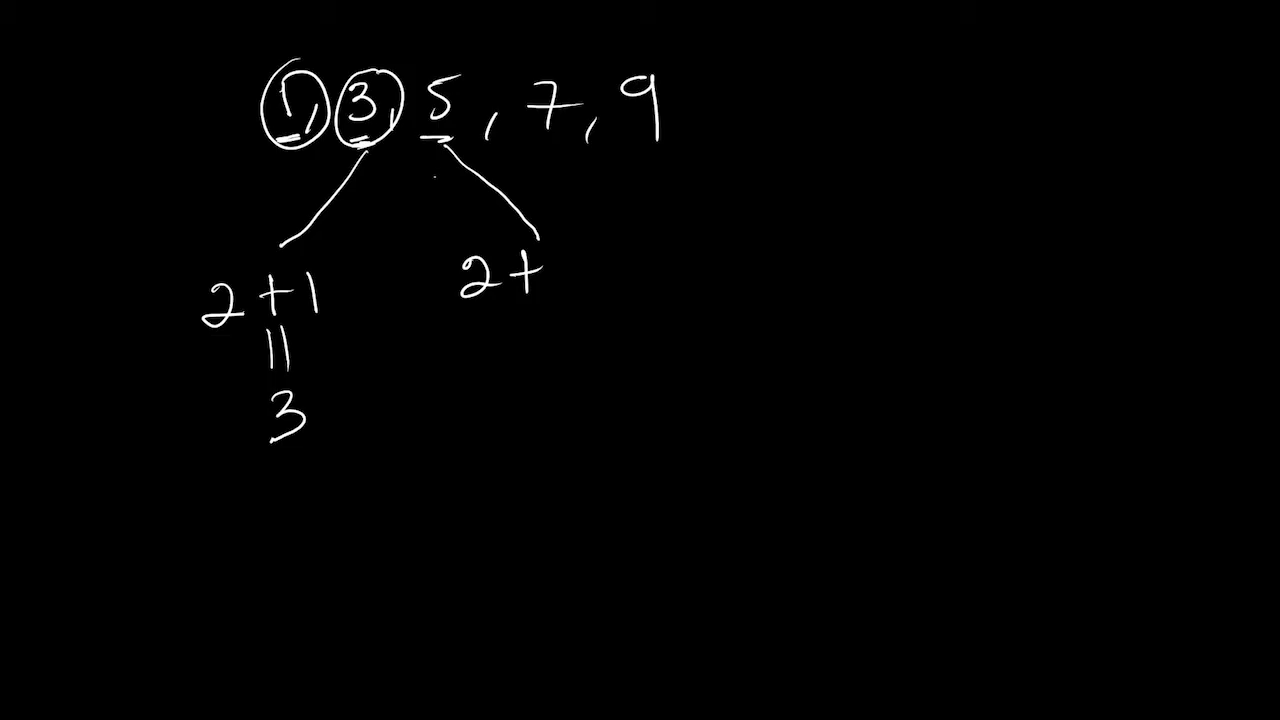 1, 3, 5, 7, 9
2+1 2+
||
3